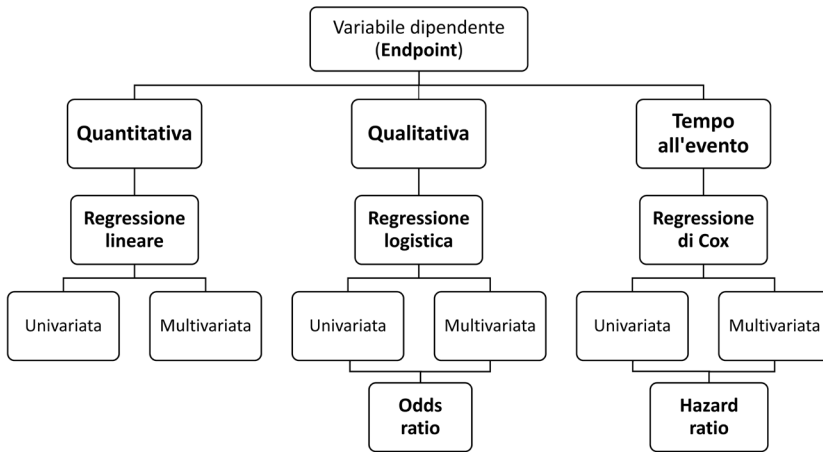 Variabile dipendente
(Endpoint)
Quantitativa
Qualitativa
Tempo
all'evento
Regressione
lineare
Regressione
logistica
Regressione
di Cox
Univariata
Multivariata
Univariata
Multivariata
Univariata
Multivariata
Odds
ratio
Hazard
ratio